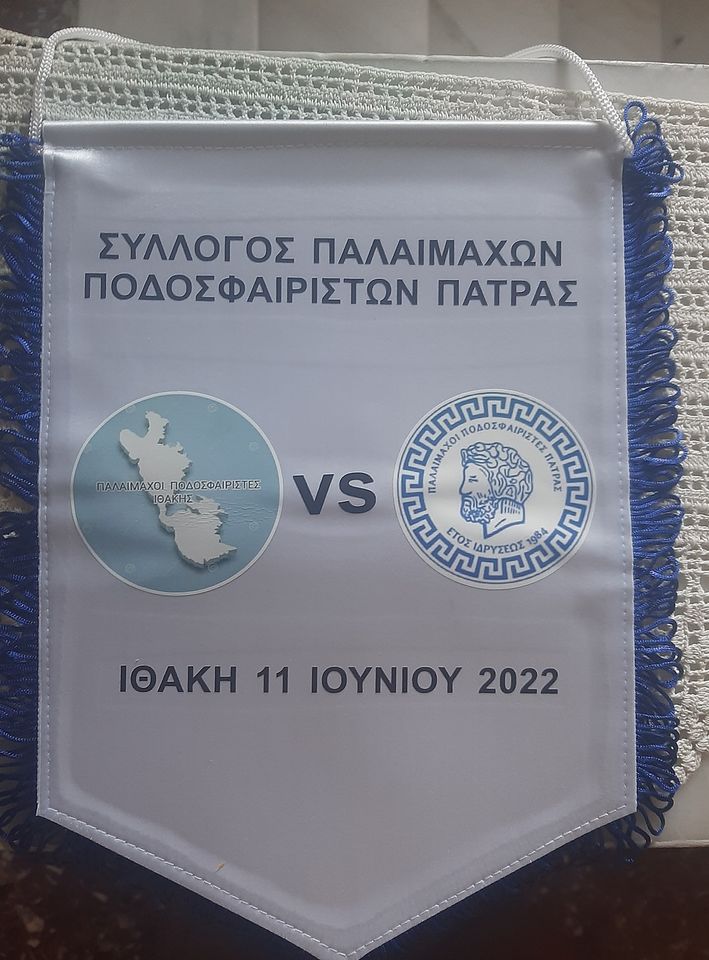 ΣΥΛΛΟΓΟΣ ΠΑΛΑΙΜΑΧΩΝ
ΠΟΔΟΣΦΑΙΡΙΣΤΩΝ ΠΑΤΡΑΣ
ΠΑΛΑΙΜΑΧΟΙ ΠΟΔΟΣΦΑΙΡΙΣΤΕΣ
ΙΘΑΚΗΣ
VS
ΠΑΛΑΙΜΑΧΟΙ ΠΟΔΟΣΦΑΙΡΙΣΤΕΣ ΠΑΤΡΑΣ
ΕΤΟΣ ΙΔΡΥΣΕΩΣ 1984
ΙΘΑΚΗ 11 ΙΟΥΝΙΟΥ 2022